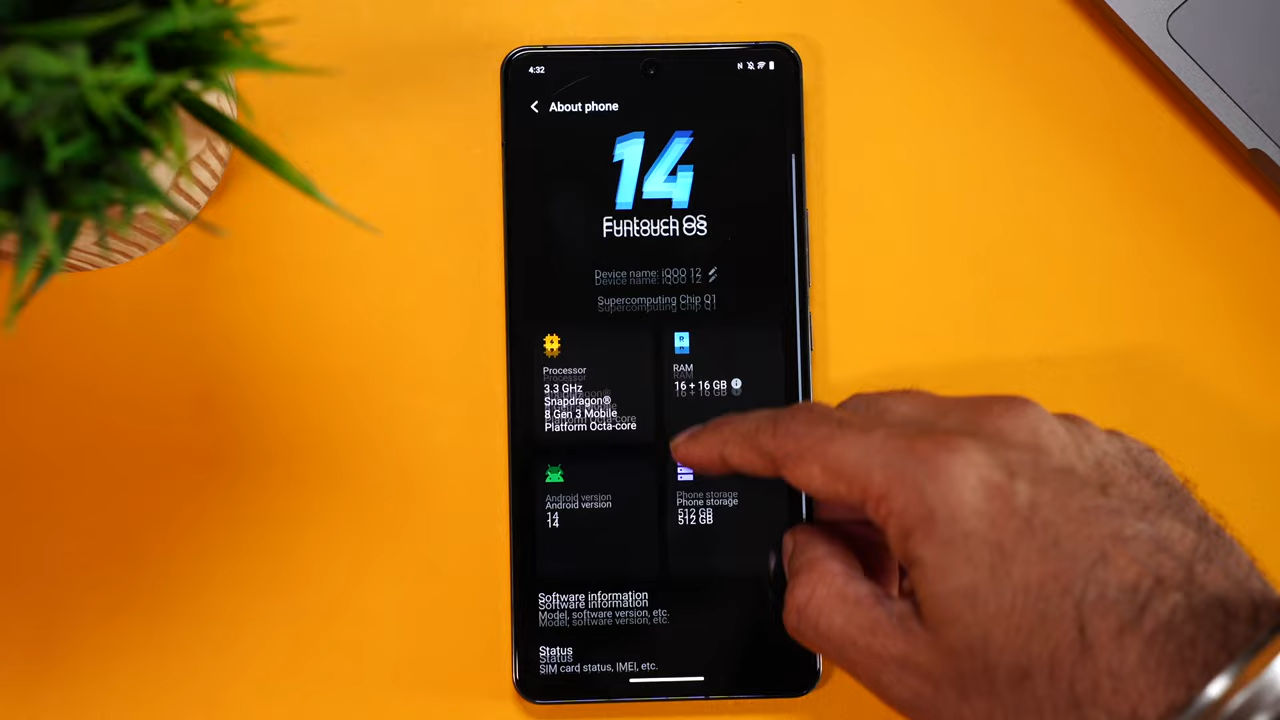 4:32
About phone
14
Funtouch OS
Device name: iQOO 12
Supercomputing Chip Q1
Processor
3.3 GHz
Snapdragon®
8 Gen 3 Mobile
Platform Octa-core
RAM
16 + 16 GB
Android version
14
Phone storage
512 GB
Software information
Model, software version, etc.
Status
SIM card status, IMEI, etc.